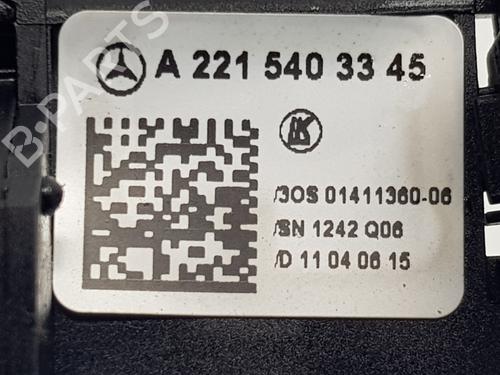 A 221 540 33 45
/3OS 01411360-06
/SN 1242 Q06
/D 11 04 06 15
B-PARTS